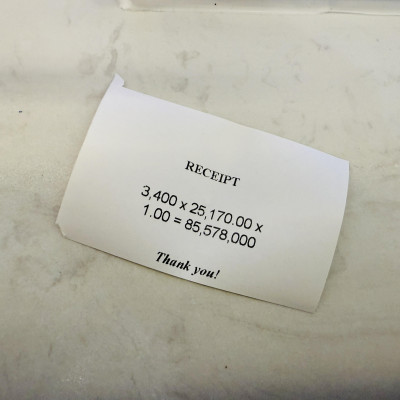 RECEIPT
3,400 x 25,170.00 x
1.00 = 85,578,000
Thank you!